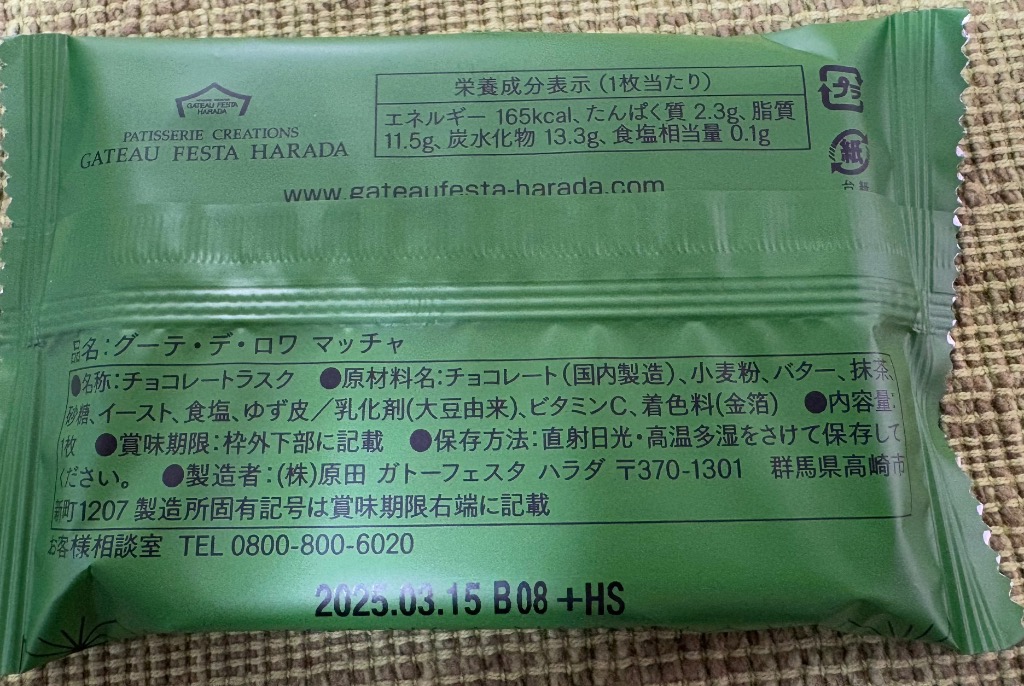 GATEAU FESTA
HARADA
PATISSERIE CREATIONS
GATEAU FESTA HARADA
栄養成分表示(1枚当たり)
エネルギー 165kcal、たんぱく質 2.3g、脂質
11.5g、炭水化物 13.3g、食塩相当量 0.1g
プラ
紙
台紙
www.gateaufesta-harada.com
品名:グーテ・デ・ロワ マッチャ
●名称:チョコレートラスク ●原材料名:チョコレート(国内製造)、小麦粉、バター、抹茶、
砂糖、イースト、食塩、ゆず皮/乳化剤(大豆由来)、ビタミンC、着色料(金箔) ●内容量:
1枚 ●賞味期限:枠外下部に記載 ●保存方法:直射日光・高温多湿をさけて保存して
ください。 ●製造者:(株)原田 ガトーフェスタ ハラダ 〒370-1301 群馬県高崎市
新町1207 製造所固有記号は賞味期限右端に記載
お客様相談室 TEL 0800-800-6020
2025.03.15 B08 +HS